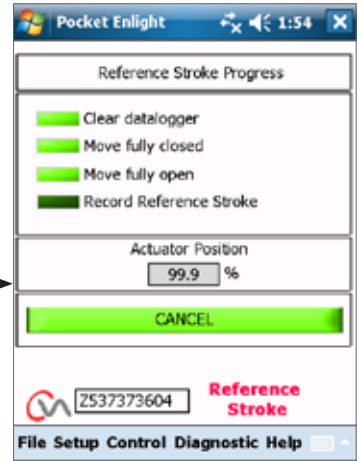 Pocket Enlight 1:54
Reference Stroke Progress
Clear datalogger
Move fully closed
Move fully open
Record Reference Stroke
Actuator Position
99.9 %
CANCEL
Z537373604 Reference
Stroke
File Setup Control Diagnostic Help